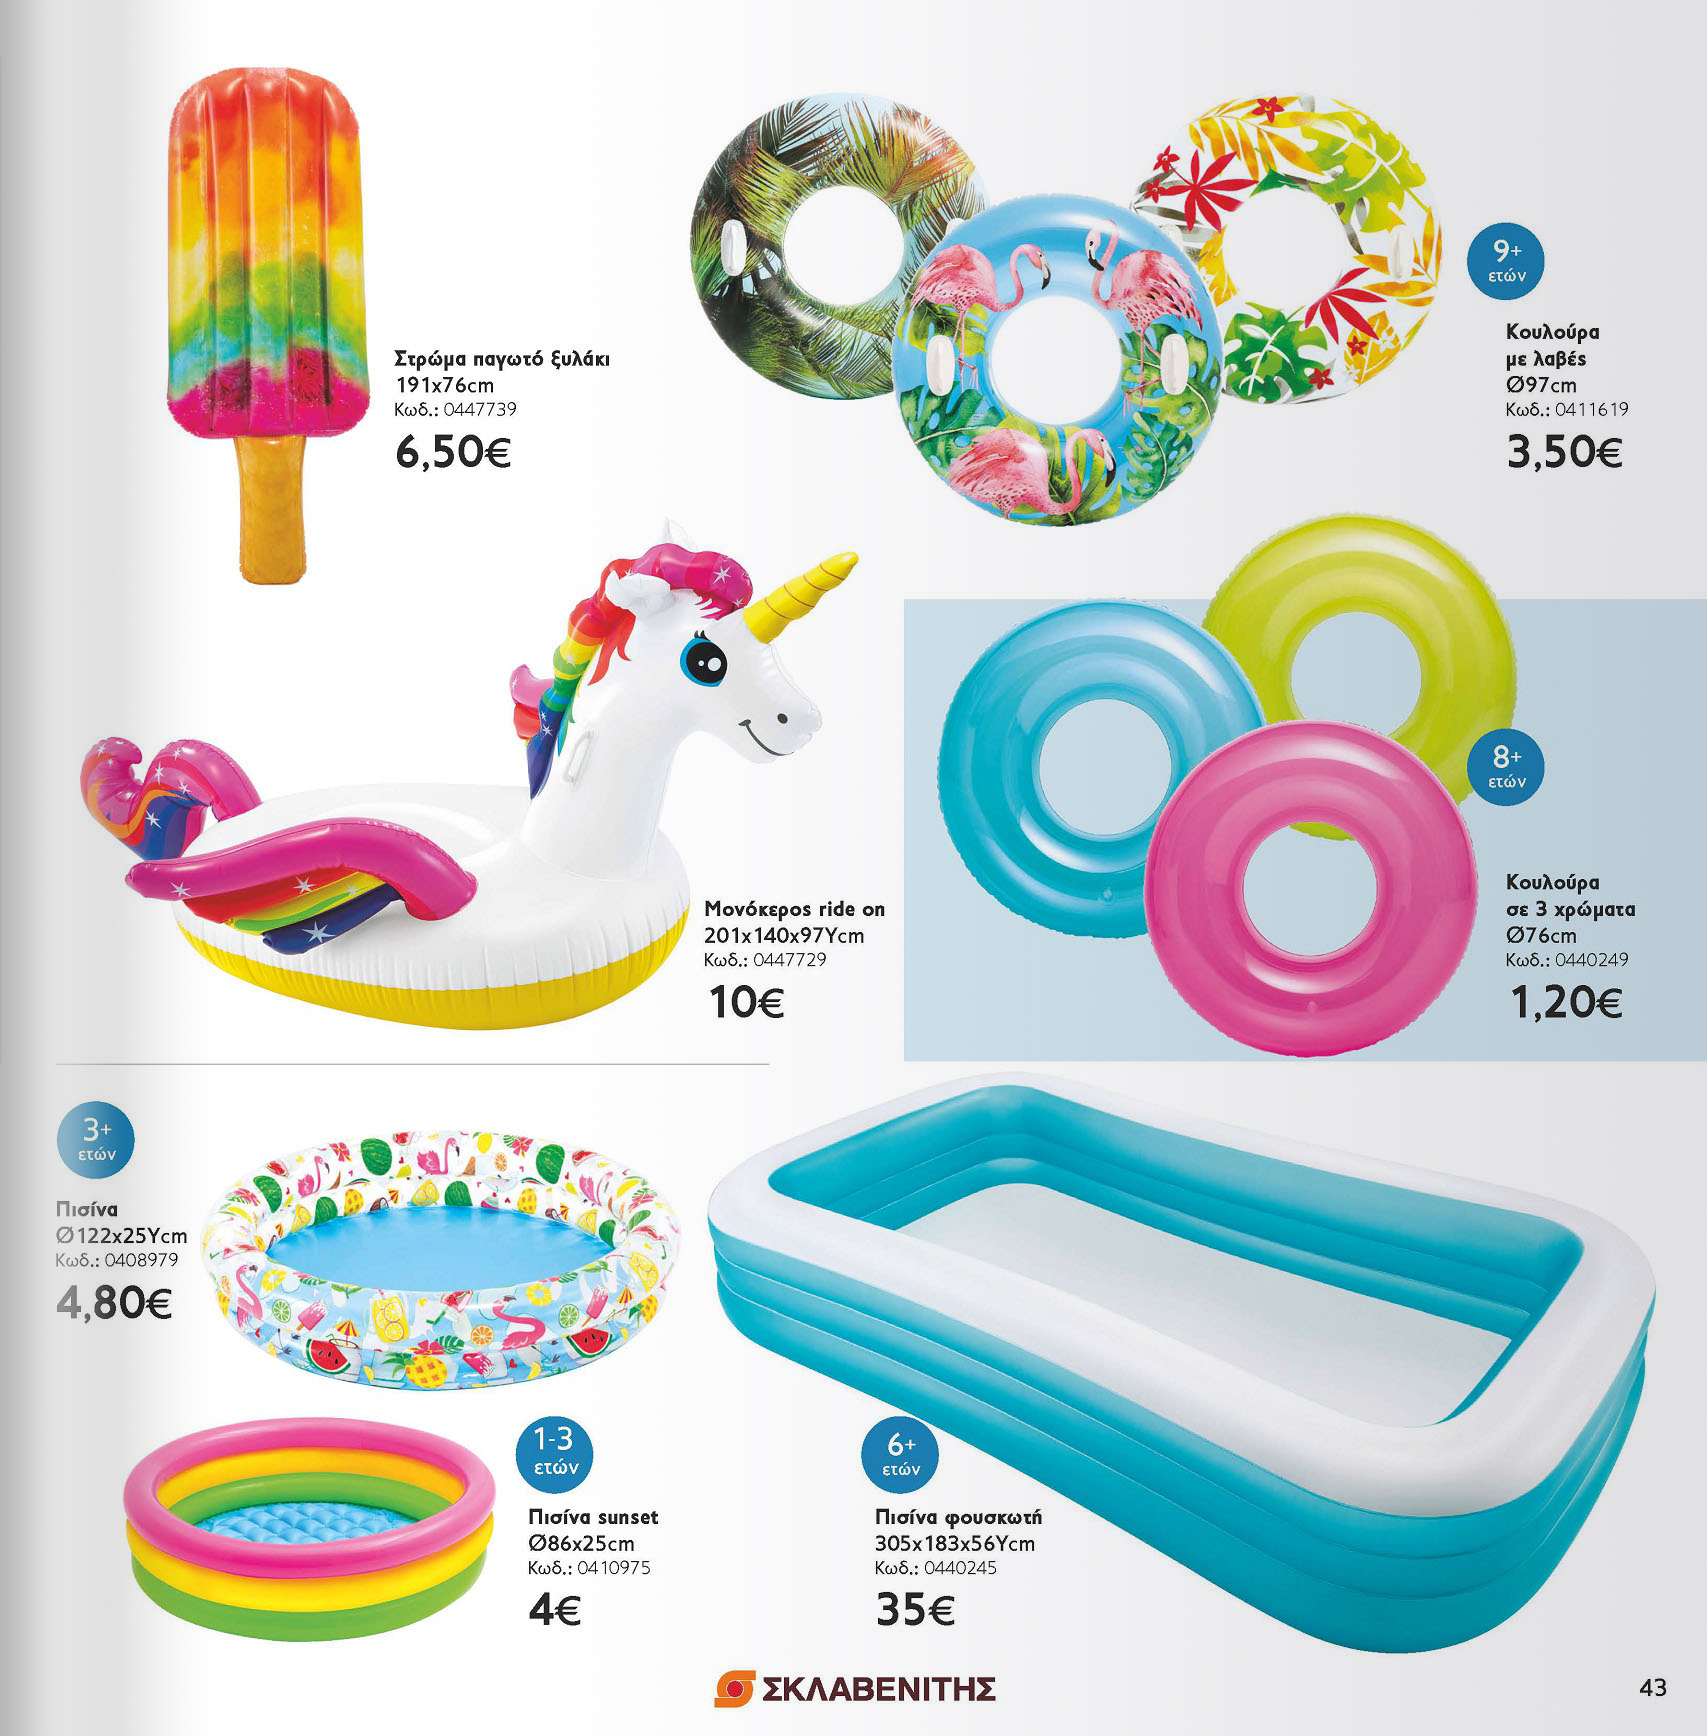 Στρώμα παγωτό ξυλάκι
191x76cm
Κωδ.: 0447739
6,50€
9+
ετών
Κουλούρα
με λαβές
Ø97cm
Κωδ.: 0411619
3,50€
Μονόκερος ride on
201x140x97Υcm
Κωδ.: 0447729
10€
8+
ετών
Κουλούρα
σε 3 χρώματα
Ø76cm
Κωδ.: 0440249
1,20€
3+
ετών
Πισίνα
Ø122x25Υcm
Κωδ.: 0408979
4,80€
1-3
ετών
Πισίνα sunset
Ø86x25cm
Κωδ.: 0410975
4€
6+
ετών
Πισίνα φουσκωτή
305x183x56Υcm
Κωδ.: 0440245
35€
ΣΚΛΑΒΕΝΙΤΗΣ
43